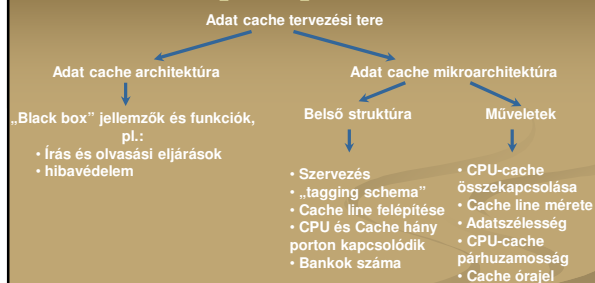 Adat cache tervezési tere
Adat cache architektúra
Adat cache mikroarchitektúra
„Black box” jellemzők és funkciók,
pl.:
• Írás és olvasási eljárások
• hibavédelem
Belső struktúra
• Szervezés
• „tagging schema”
• Cache line felépítése
• CPU és Cache hány
porton kapcsolódik
• Bankok száma
Műveletek
• CPU-cache
összekapcsolása
• Cache line mérete
• Adatszélesség
• CPU-cache
párhuzamosság
• Cache órajel